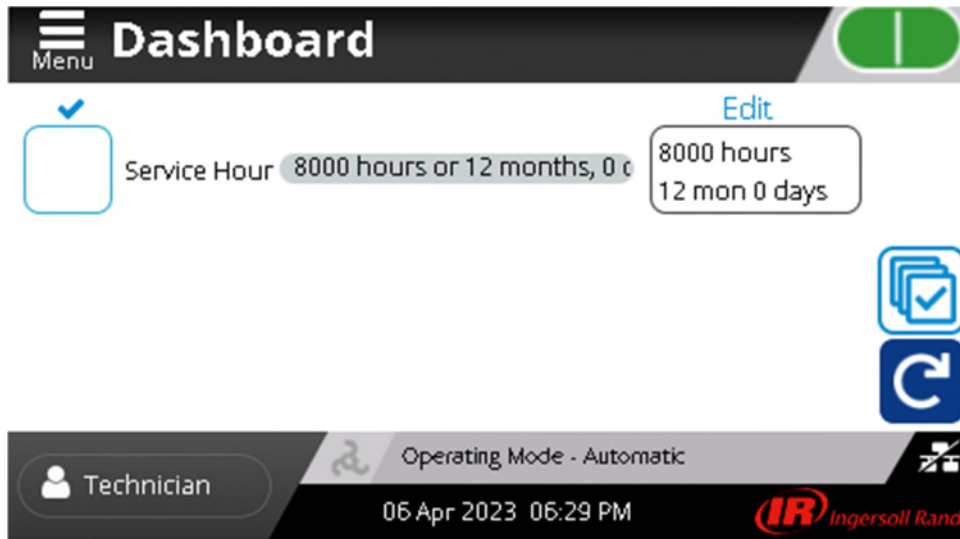 Menu
Dashboard
Edit
Service Hour
8000 hours or 12 months, 0 d
8000 hours
12 mon 0 days
Technician
Operating Mode - Automatic
06 Apr 2023 06:29 PM
IR Ingersoll Rand